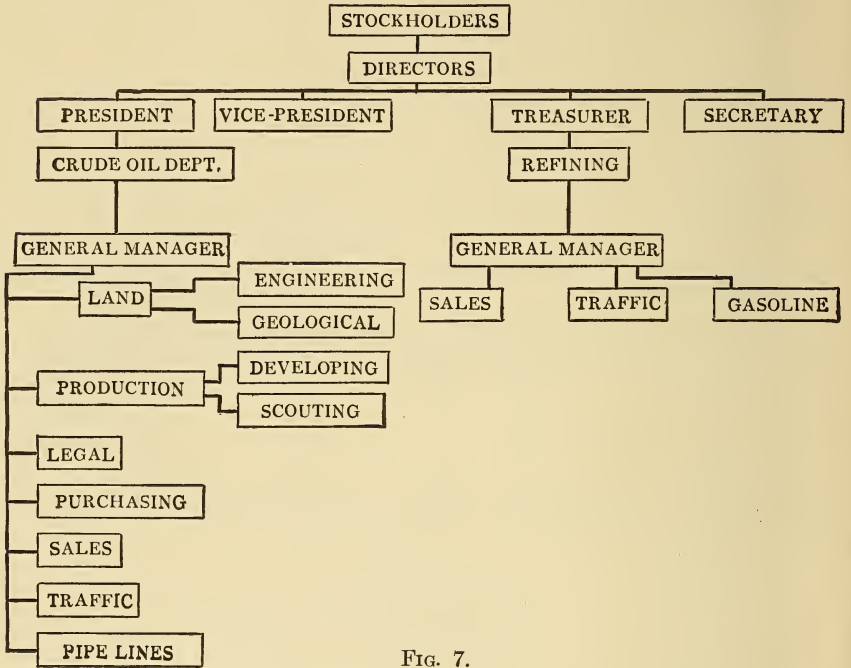 STOCKHOLDERS
DIRECTORS
PRESIDENT
VICE-PRESIDENT
TREASURER
SECRETARY
CRUDE OIL DEPT.
REFINING
GENERAL MANAGER
GENERAL MANAGER
LAND
ENGINEERING
GEOLOGICAL
SALES
TRAFFIC
GASOLINE
PRODUCTION
DEVELOPING
SCOUTING
LEGAL
PURCHASING
SALES
TRAFFIC
PIPE LINES
FIG. 7.